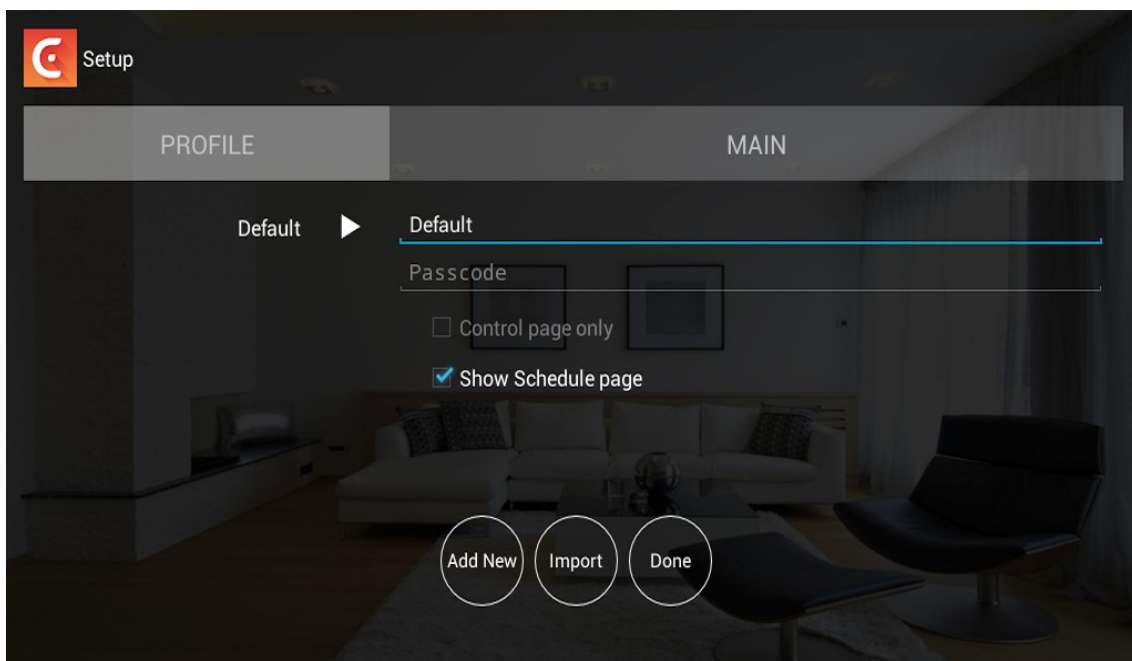 Setup
PROFILE
MAIN
Default
Default
Passcode
Control page only
Show Schedule page
Add New
Import
Done